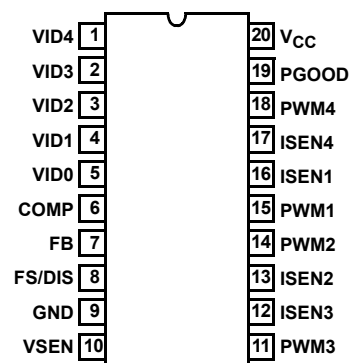 VID4 1 20 VCC
VID3 2 19 PGOOD
VID2 3 18 PWM4
VID1 4 17 ISEN4
VID0 5 16 ISEN1
COMP 6 15 PWM1
FB 7 14 PWM2
FS/DIS 8 13 ISEN2
GND 9 12 ISEN3
VSEN 10 11 PWM3